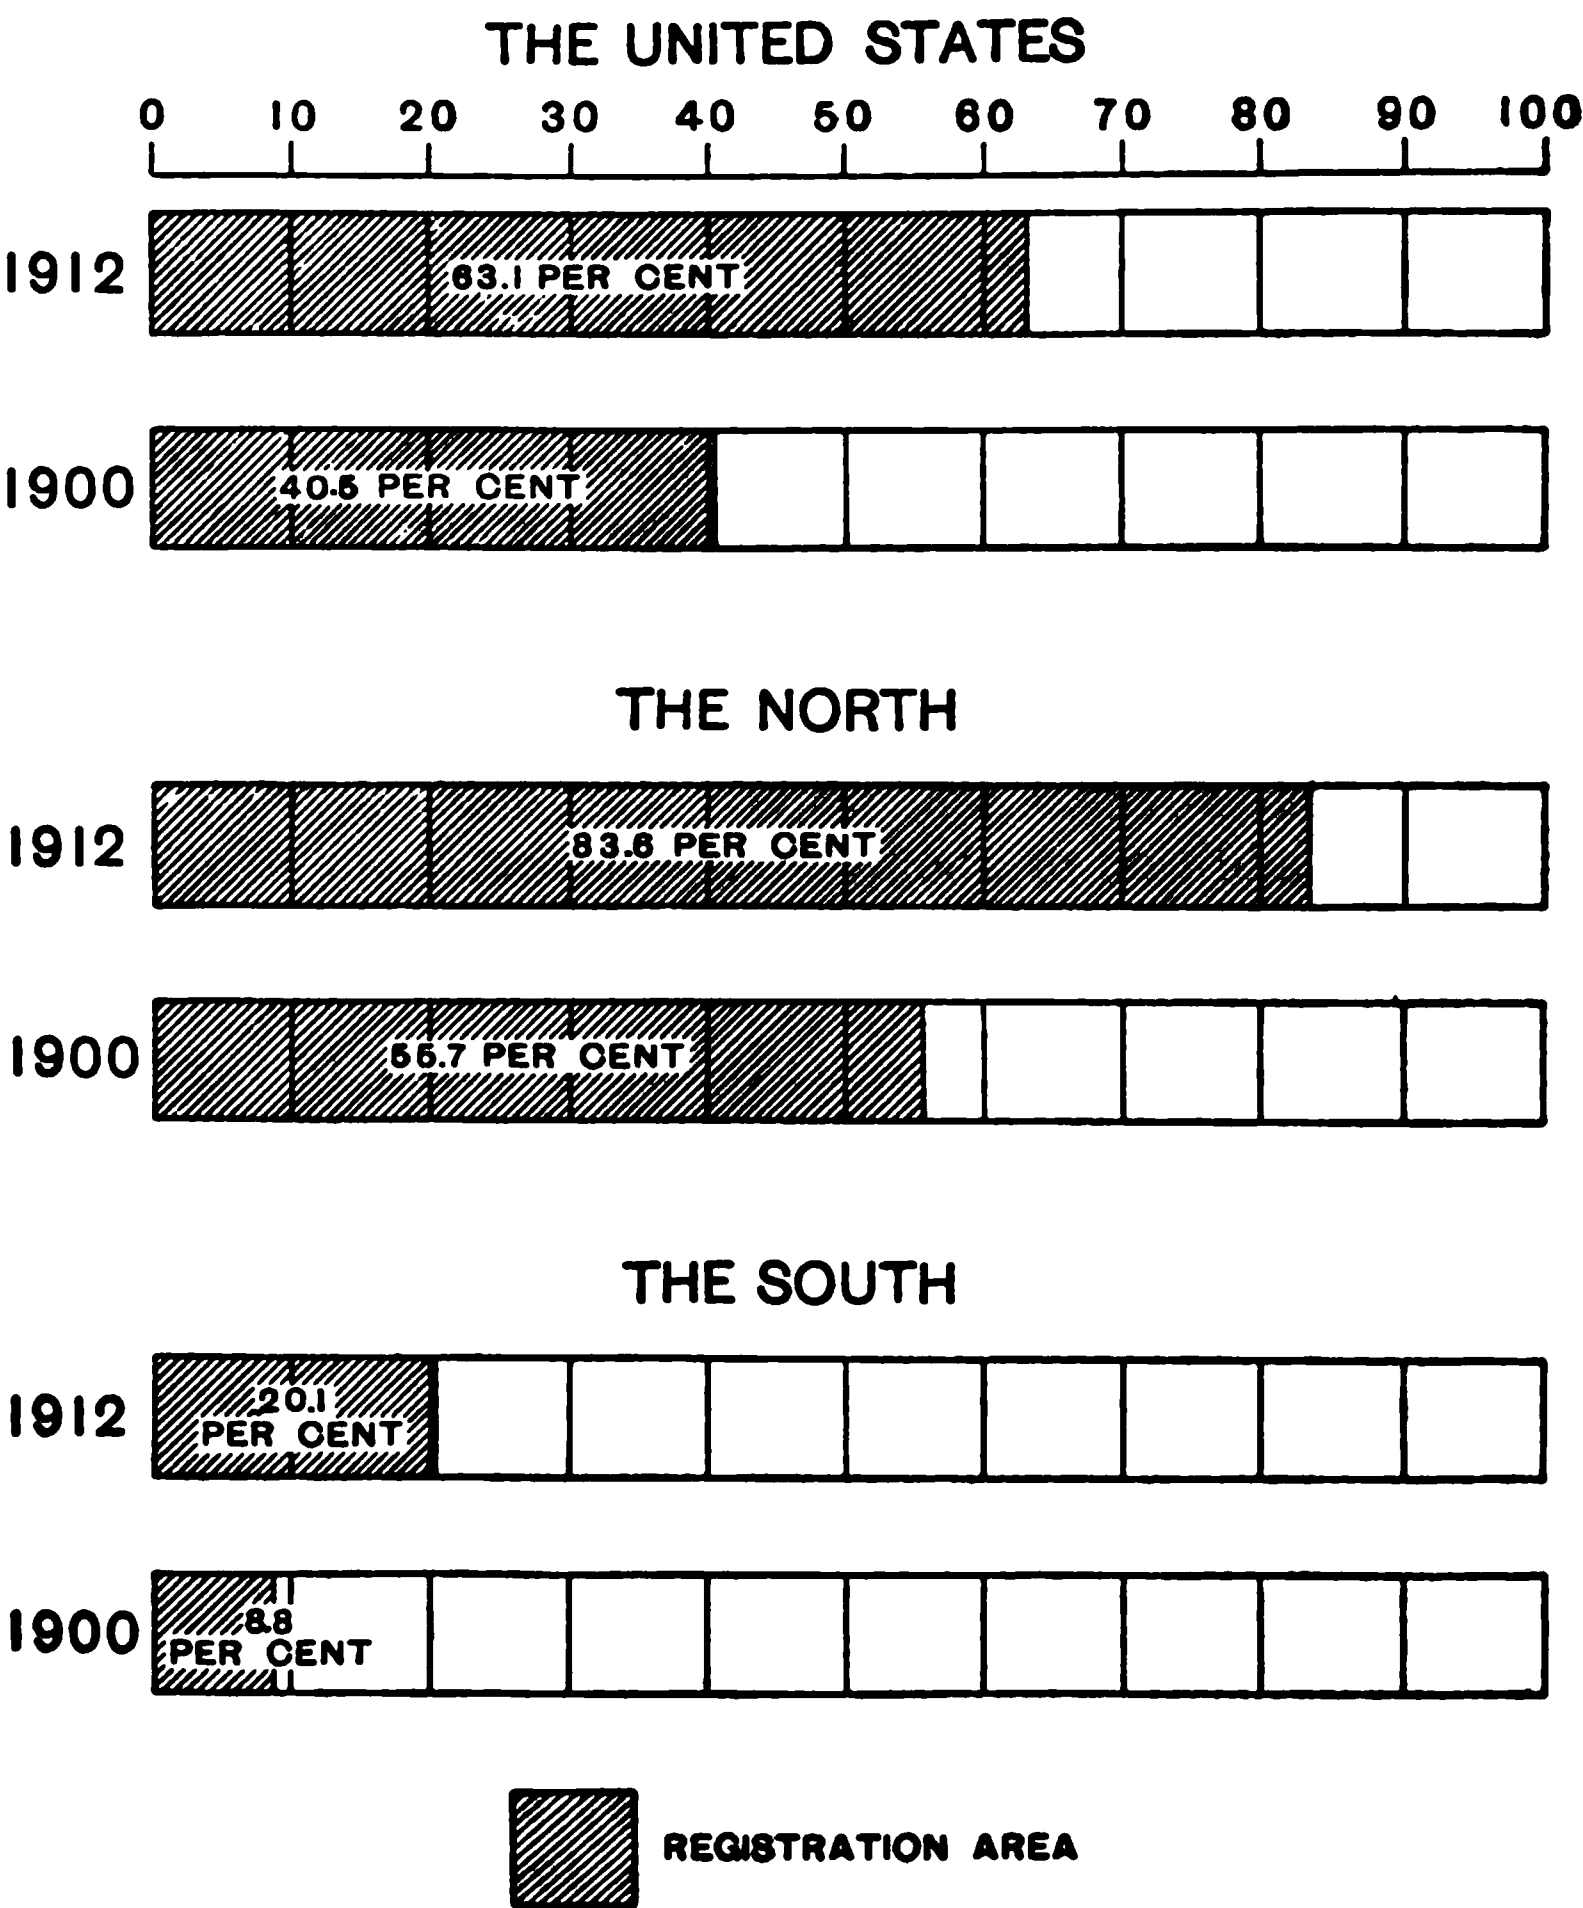 THE UNITED STATES
0 10 20 30 40 50 60 70 80 90 100
1912
63.1 PER CENT
1900
40.5 PER CENT
THE NORTH
1912
83.6 PER CENT
1900
55.7 PER CENT
THE SOUTH
1912
20.1
PER CENT
1900
8.8
PER CENT
REGISTRATION AREA